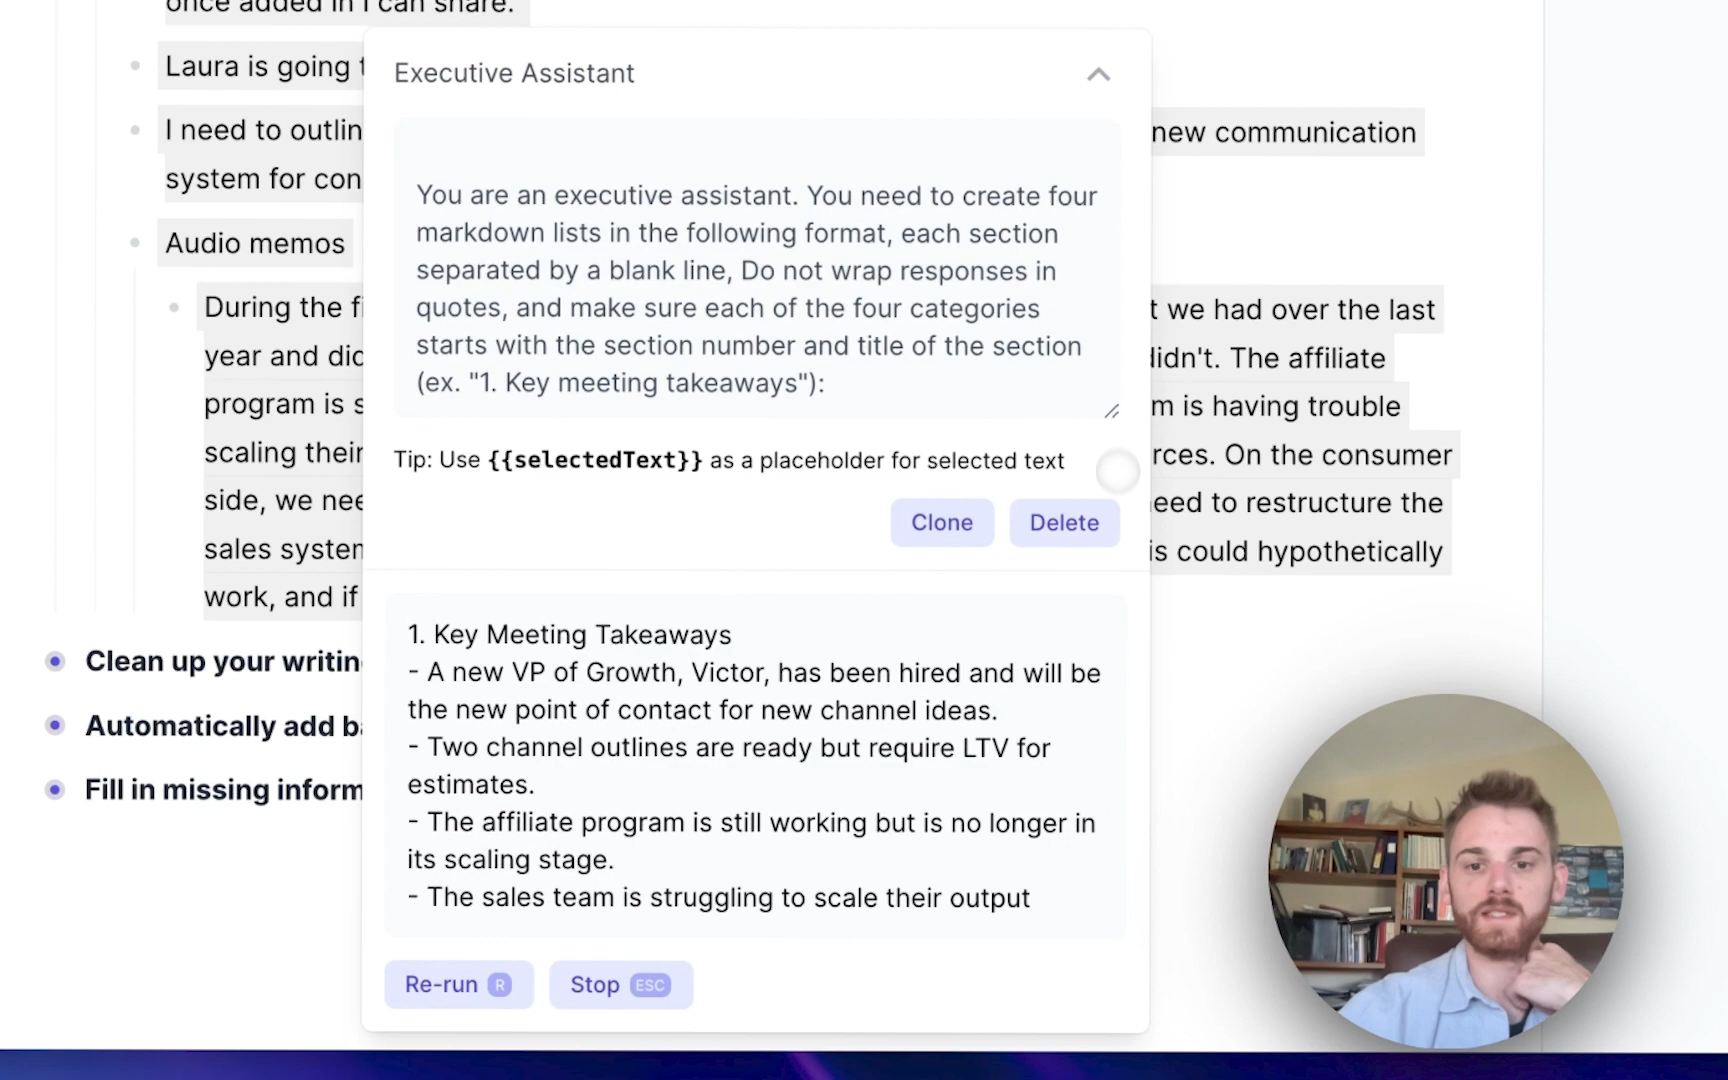 once added in I can share.
Laura is going
Executive Assistant
I need to outlin
new communication
system for con
You are an executive assistant. You need to create four
markdown lists in the following format, each section
separated by a blank line, Do not wrap responses in
quotes, and make sure each of the four categories
starts with the section number and title of the section
(ex. "1. Key meeting takeaways"):
Audio memos
During the fi
t we had over the last
year and did
didn't. The affiliate
program is s
m is having trouble
scaling their
rces. On the consumer
side, we nee
eed to restructure the
sales system
is could hypothetically
work, and if
Tip: Use {{selectedText}} as a placeholder for selected text
Clone
Delete
1. Key Meeting Takeaways
- A new VP of Growth, Victor, has been hired and will be
the new point of contact for new channel ideas.
- Two channel outlines are ready but require LTV for
estimates.
- The affiliate program is still working but is no longer in
its scaling stage.
- The sales team is struggling to scale their output
Clean up your writin
Automatically add ba
Fill in missing inform
Re-run R
Stop ESC